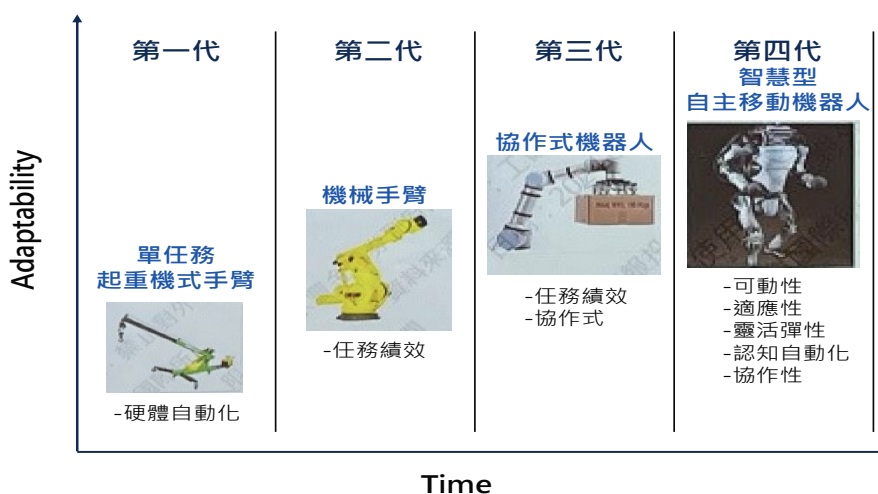 第一代
第二代
第三代
第四代
智慧型
自主移動機器人
協作式機器人
機械手臂
單任務
起重機式手臂
-硬體自動化
-任務績效
-任務績效
-協作式
-可動性
-適應性
-靈活彈性
-認知自動化
-協作性
Adaptability
Time